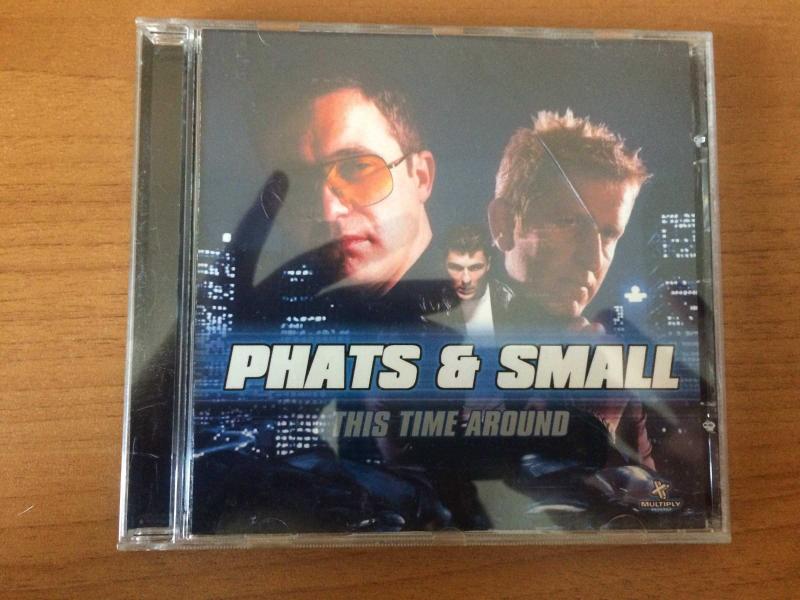 PHATS & SMALL
THIS TIME AROUND
MULTIPLY